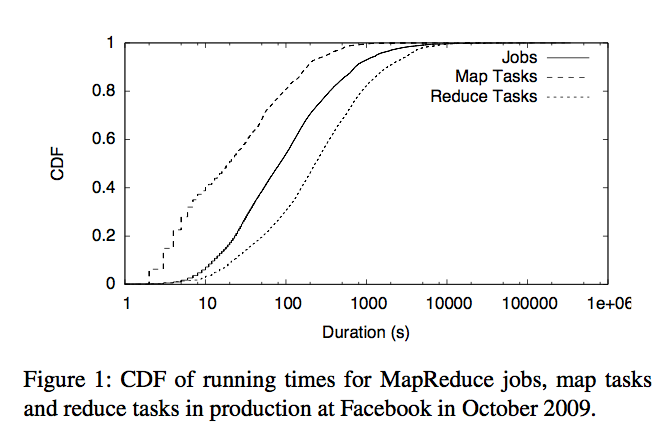 1
Jobs
Map Tasks
Reduce Tasks
0.8
0.6
CDF
0.4
0.2
0
1 10 100 1000 10000 100000 1e+06
Duration (s)
Figure 1: CDF of running times for MapReduce jobs, map tasks
and reduce tasks in production at Facebook in October 2009.